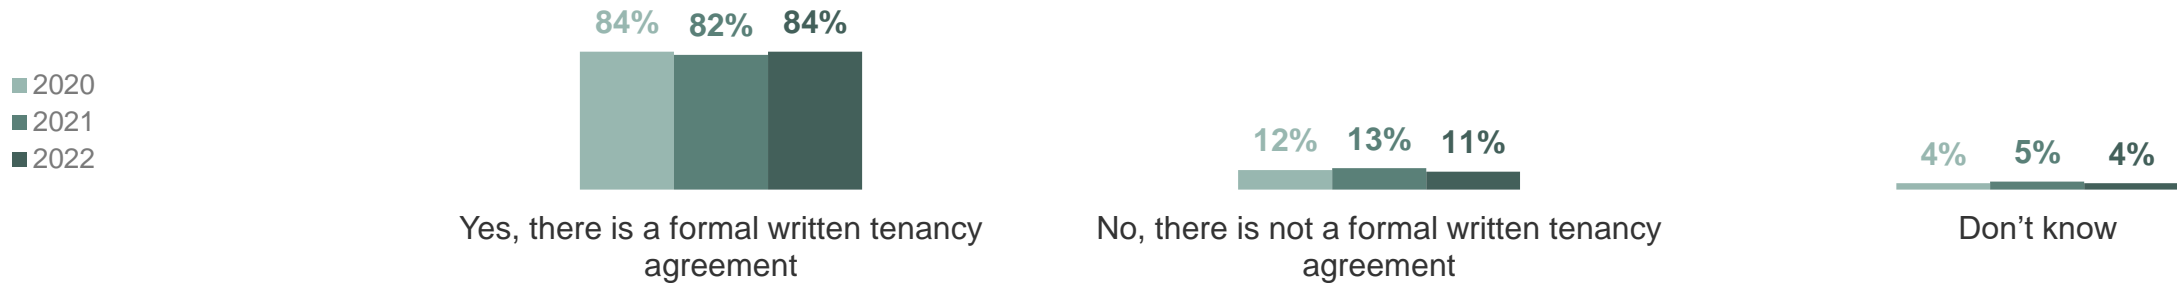 2020
2021
2022
84%
82%
84%
12%
13%
11%
4%
5%
4%
Yes, there is a formal written tenancy
agreement
No, there is not a formal written tenancy
agreement
Don’t know